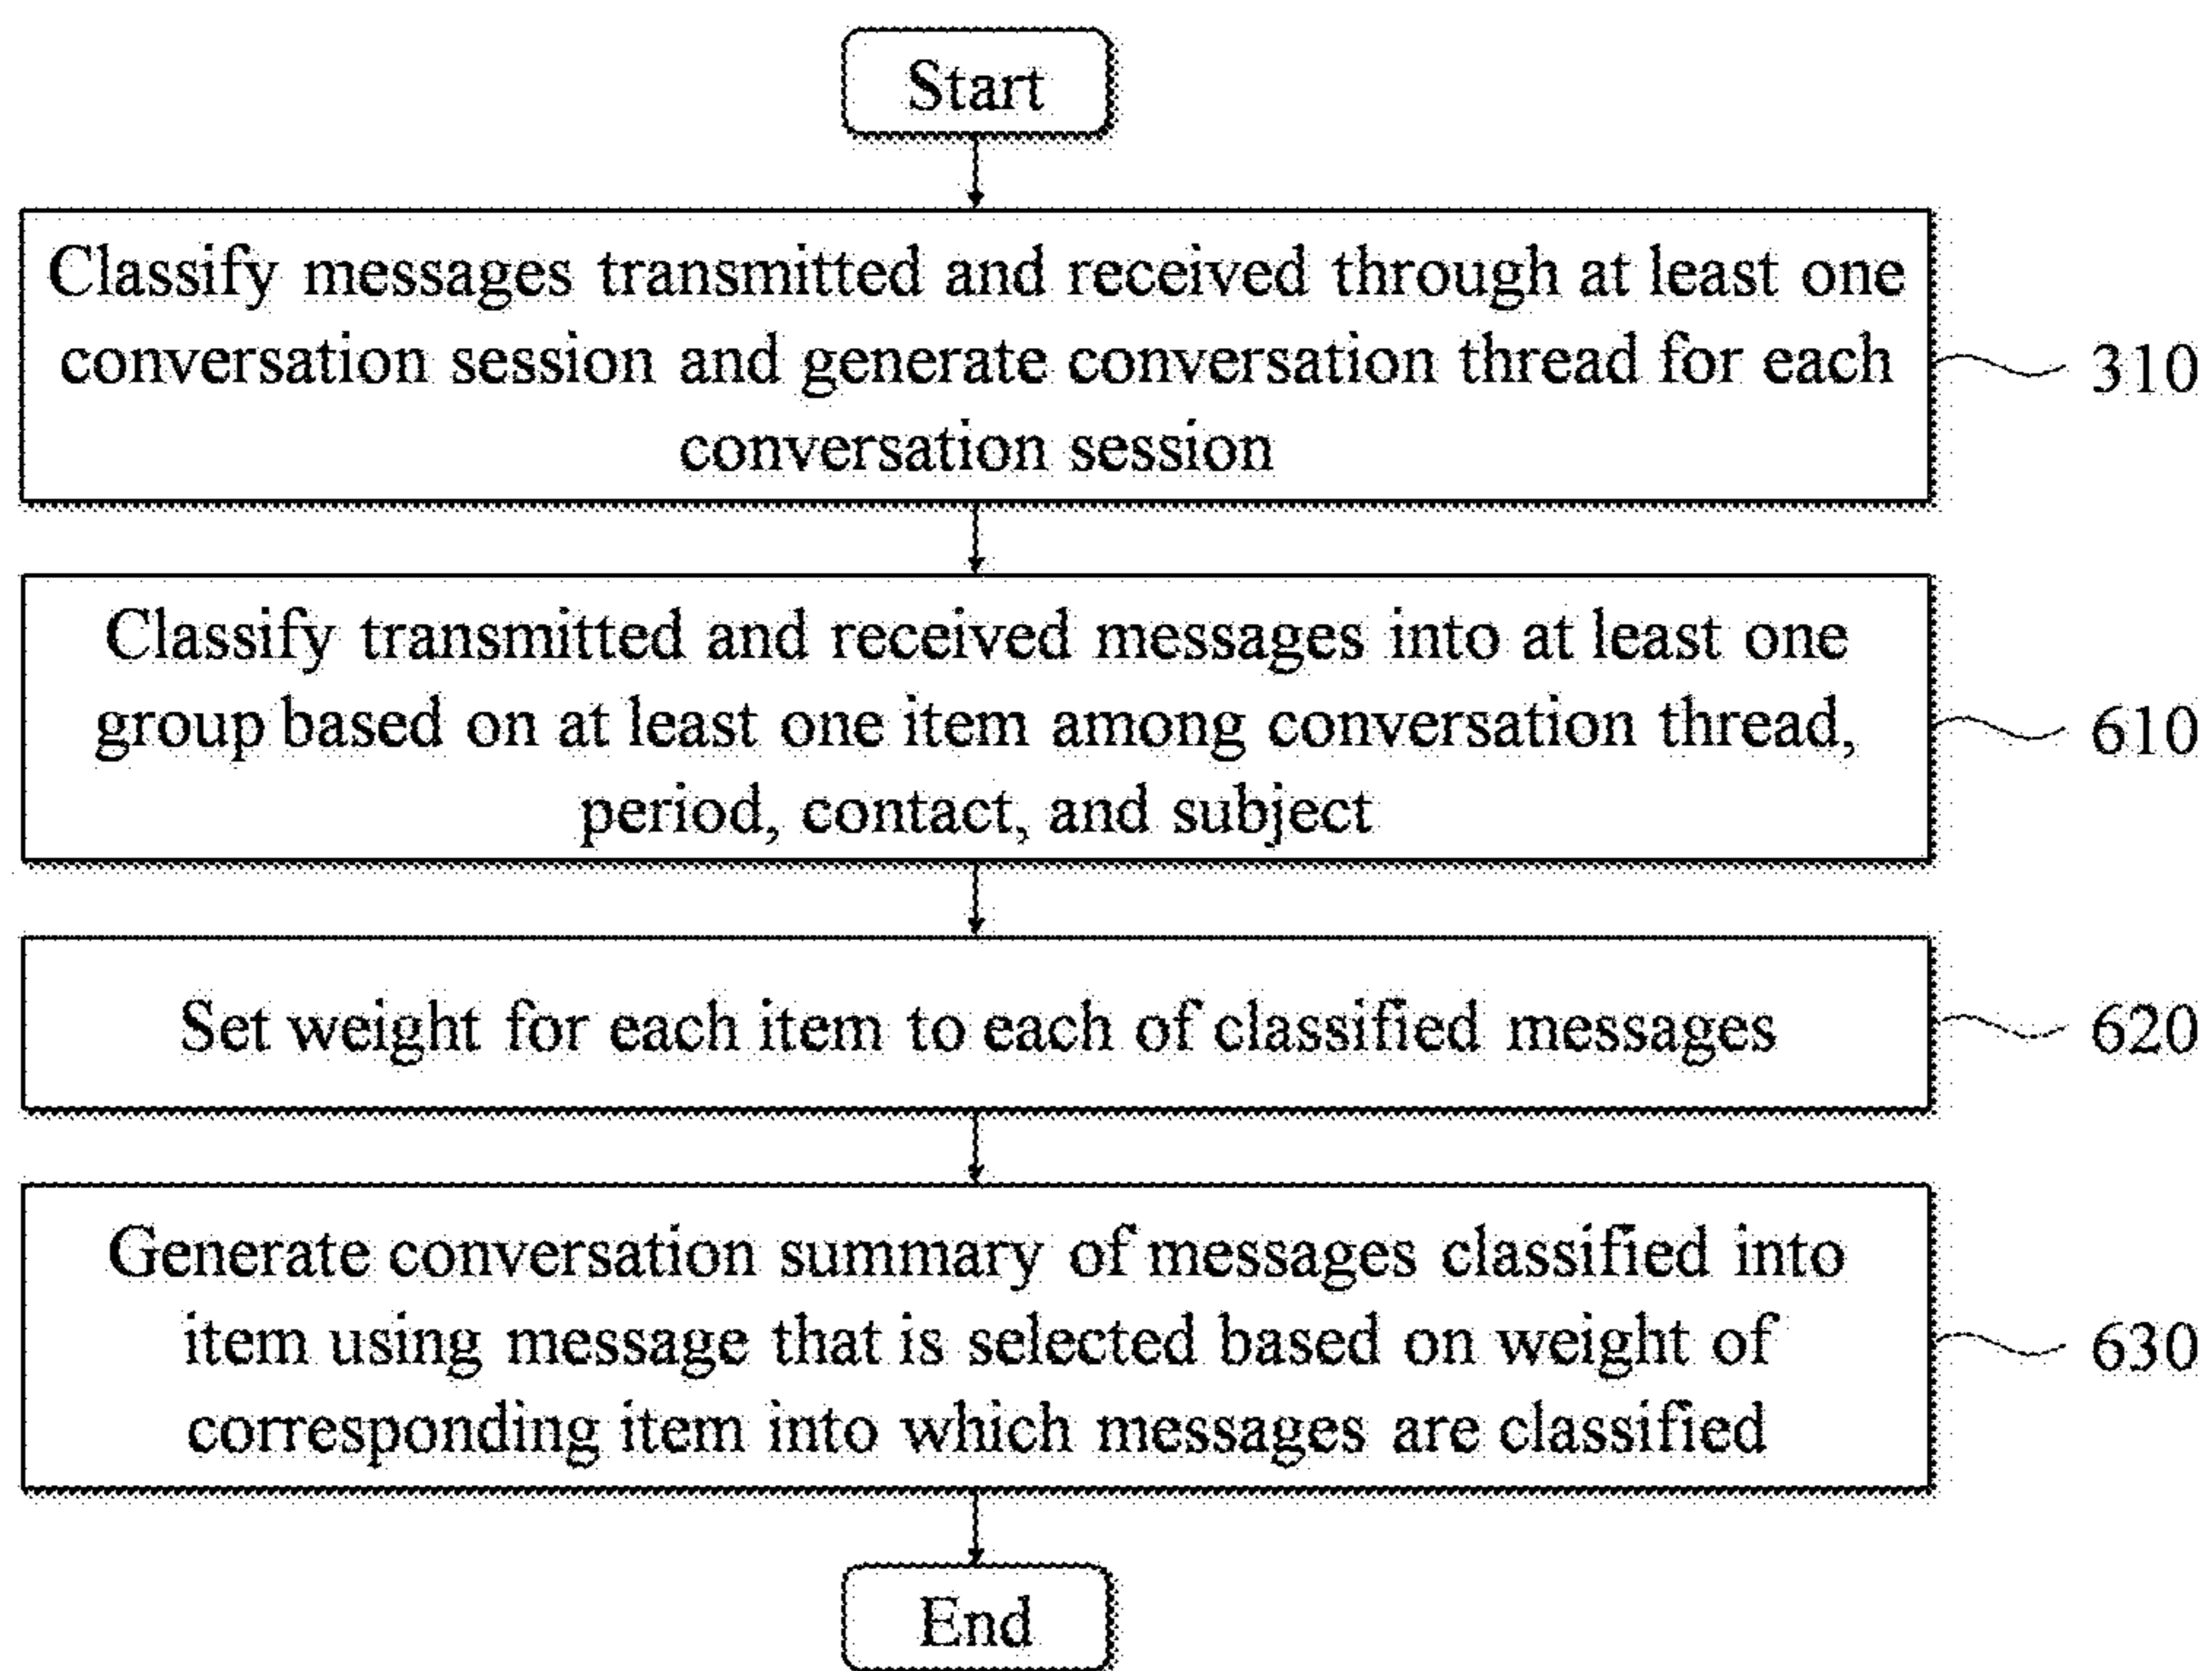 Start
Classify messages transmitted and received through at least one
conversation session and generate conversation thread for each
conversation session
310
Classify transmitted and received messages into at least one
group based on at least one item among conversation thread,
period, contact, and subject
610
Set weight for each item to each of classified messages
620
Generate conversation summary of messages classified into
item using message that is selected based on weight of
corresponding item into which messages are classified
630
End